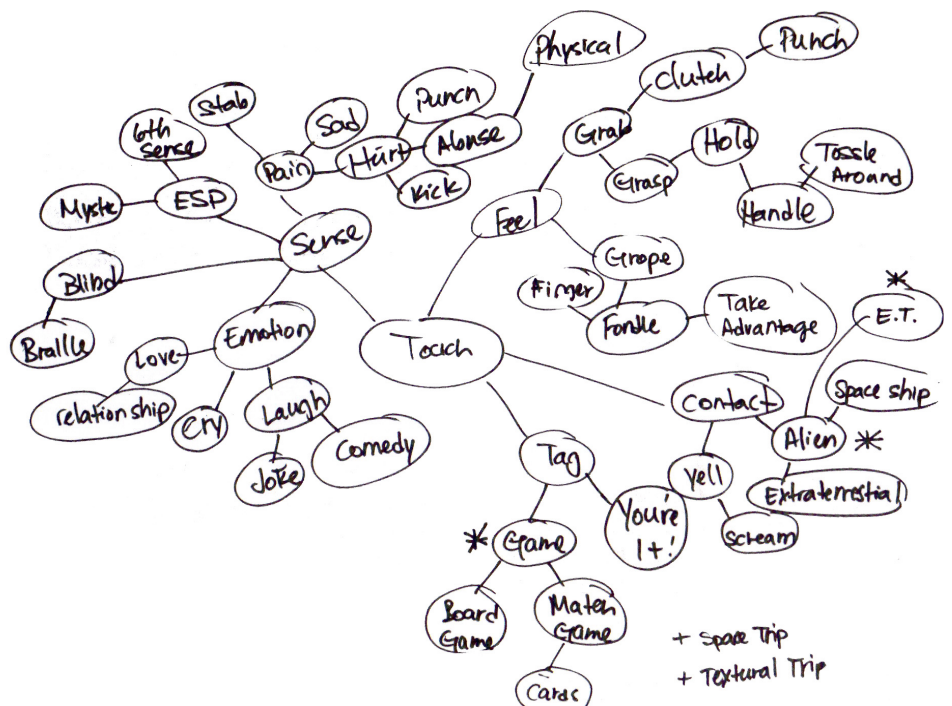 Physical
Punch
Clutch
Punch
Stab
Sad
6th
Sense
Pain
Hurt
Abuse
Kick
Grab
Hold
Grasp
Tossle
Around
Handle
Myste
ESP
Sense
Feel
Grope
Finger
Fondle
Take
Advantage
* E.T.
Blind
Braille
Emotion
Love
relationship
Cry
Laugh
Joke
Comedy
Touch
Contact
Space ship
Alien *
Extraterrestial
Tag
Yell
You're
It!
Scream
* Game
Board
Game
Match
Game
Cards
+ Space Trip
+ Textural Trip